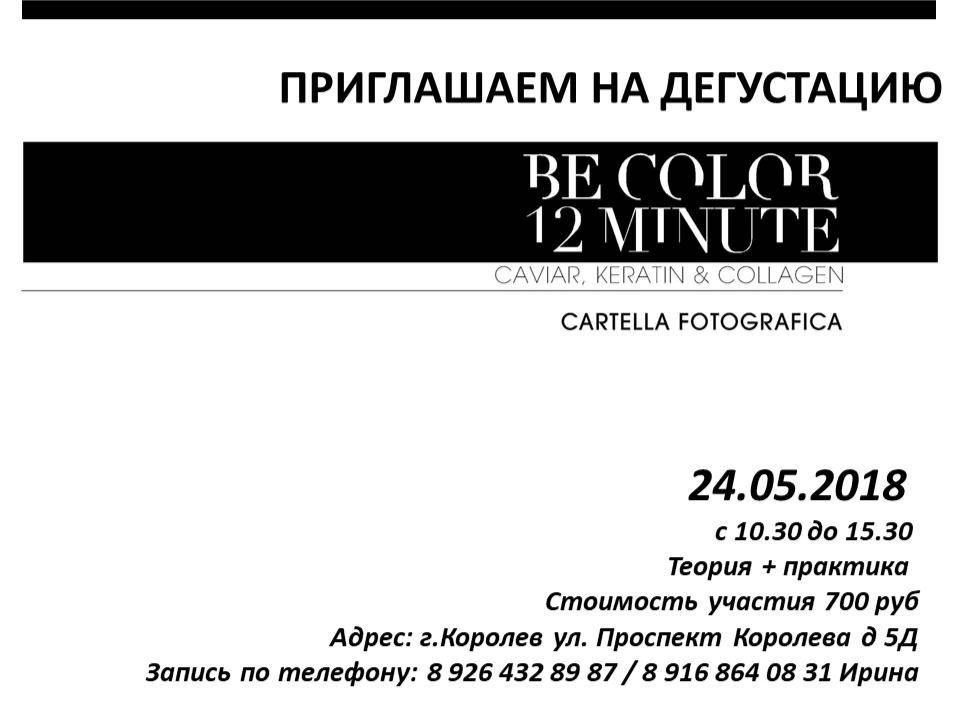 ПРИГЛАШАЕМ НА ДЕГУСТАЦИЮ
BE COLOR
12 MINUTE
CAVIAR, KERATIN & COLLAGEN
CARTELLA FOTOGRAFICA
24.05.2018
с 10.30 до 15.30
Теория + практика
Стоимость участия 700 руб
Адрес: г.Королев ул. Проспект Королева д 5Д
Запись по телефону: 8 926 432 89 87 / 8 916 864 08 31 Ирина